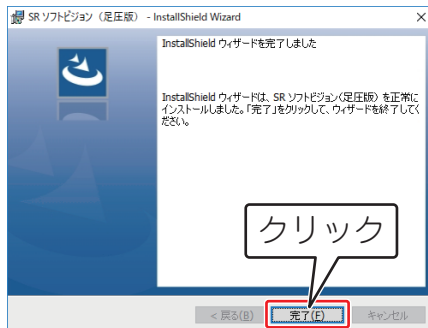 SR ソフトビジョン（足圧版） - InstallShield Wizard
InstallShield ウィザードを完了しました
InstallShield ウィザードは、SR ソフトビジョン（足圧版）を正常に
インストールしました。「完了」をクリックして、ウィザードを終了してく
ださい。
クリック
< 戻る(B)
完了(F)
キャンセル